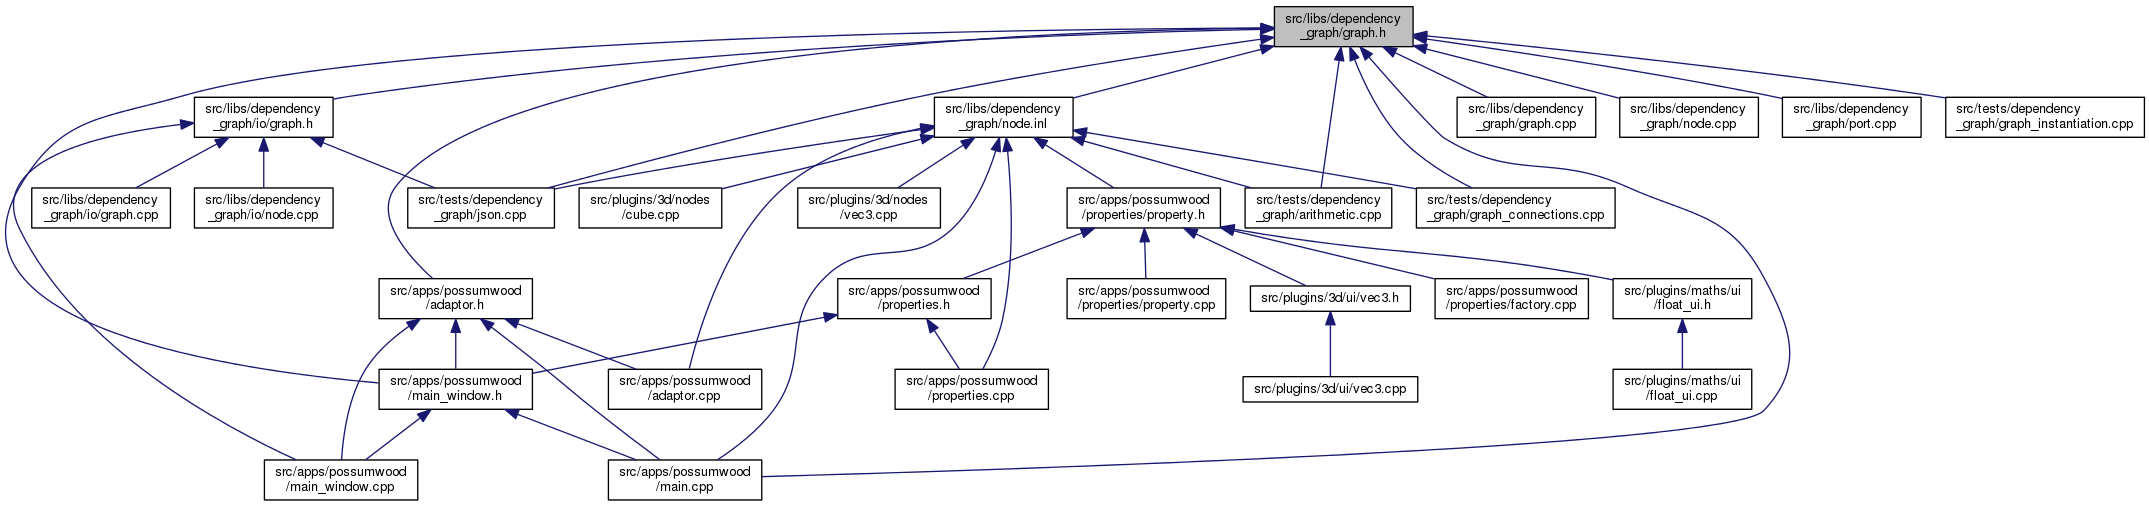 src/libs/dependency
_graph/graph.h
src/libs/dependency
_graph/io/graph.h
src/libs/dependency
_graph/node.inl
src/libs/dependency
_graph/graph.cpp
src/libs/dependency
_graph/node.cpp
src/libs/dependency
_graph/port.cpp
src/tests/dependency
_graph/graph_instantiation.cpp
src/libs/dependency
_graph/io/graph.cpp
src/libs/dependency
_graph/io/node.cpp
src/tests/dependency
_graph/json.cpp
src/plugins/3d/nodes
/cube.cpp
src/plugins/3d/nodes
/vec3.cpp
src/apps/possumwood
/properties/property.h
src/tests/dependency
_graph/arithmetic.cpp
src/tests/dependency
_graph/graph_connections.cpp
src/apps/possumwood
/adaptor.h
src/apps/possumwood
/properties.h
src/apps/possumwood
/properties/property.cpp
src/plugins/3d/ui/vec3.h
src/apps/possumwood
/properties/factory.cpp
src/plugins/maths/ui
/float_ui.h
src/apps/possumwood
/main_window.h
src/apps/possumwood
/adaptor.cpp
src/apps/possumwood
/properties.cpp
src/plugins/3d/ui/vec3.cpp
src/plugins/maths/ui
/float_ui.cpp
src/apps/possumwood
/main_window.cpp
src/apps/possumwood
/main.cpp